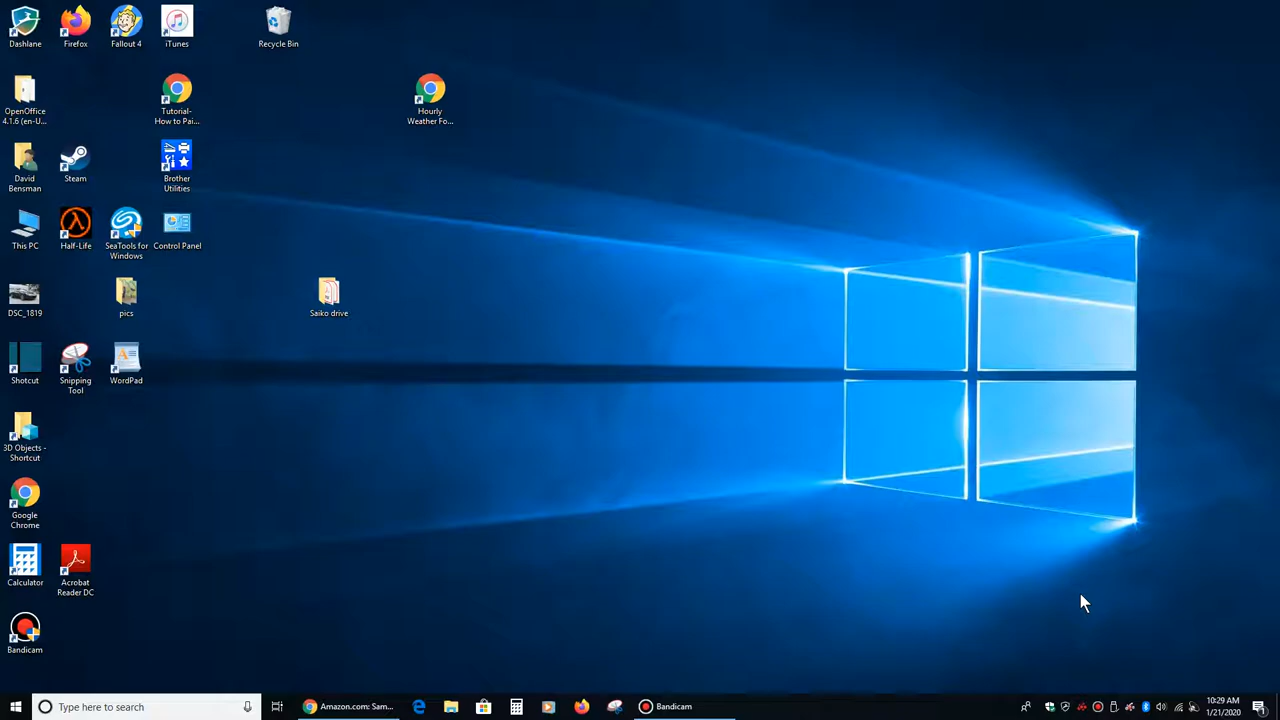 Dashlane
Firefox
Fallout 4
iTunes
Recycle Bin
OpenOffice
4.1.6 (en-U...
Tutorial-
How to Pai...
Hourly
Weather Fo...
David
Bensman
Steam
Brother
Utilities
This PC
Half-Life
SeaTools for
Windows
Control Panel
DSC_1819
pics
Saiko drive
Shotcut
Snipping
Tool
WordPad
3D Objects -
Shortcut
Google
Chrome
Calculator
Acrobat
Reader DC
Bandicam
Type here to search
Amazon.com: Sam...
Bandicam
10:29 AM
1/21/2020